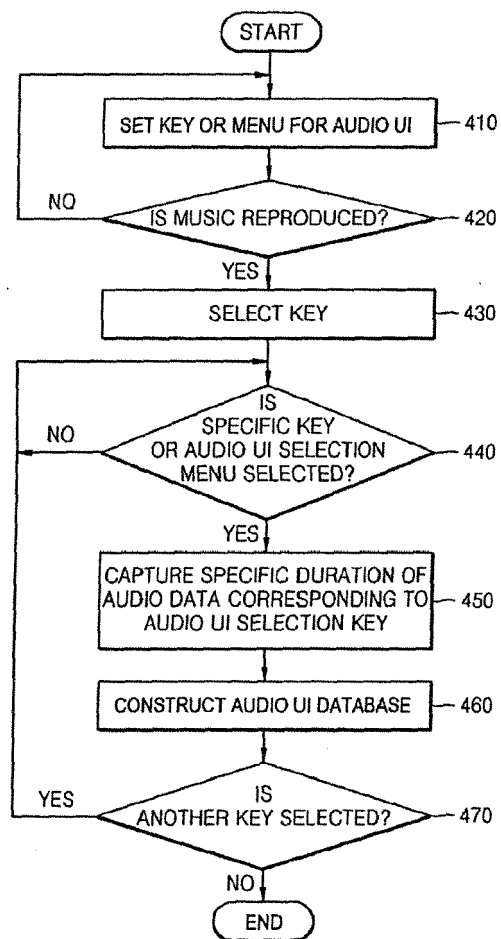 START
SET KEY OR MENU FOR AUDIO UI
410
NO
IS MUSIC REPRODUCED?
420
YES
SELECT KEY
430
IS
SPECIFIC KEY
OR AUDIO UI SELECTION
MENU SELECTED?
NO
440
YES
CAPTURE SPECIFIC DURATION OF
AUDIO DATA CORRESPONDING TO
AUDIO UI SELECTION KEY
450
CONSTRUCT AUDIO UI DATABASE
460
YES
IS
ANOTHER KEY SELECTED?
470
NO
END